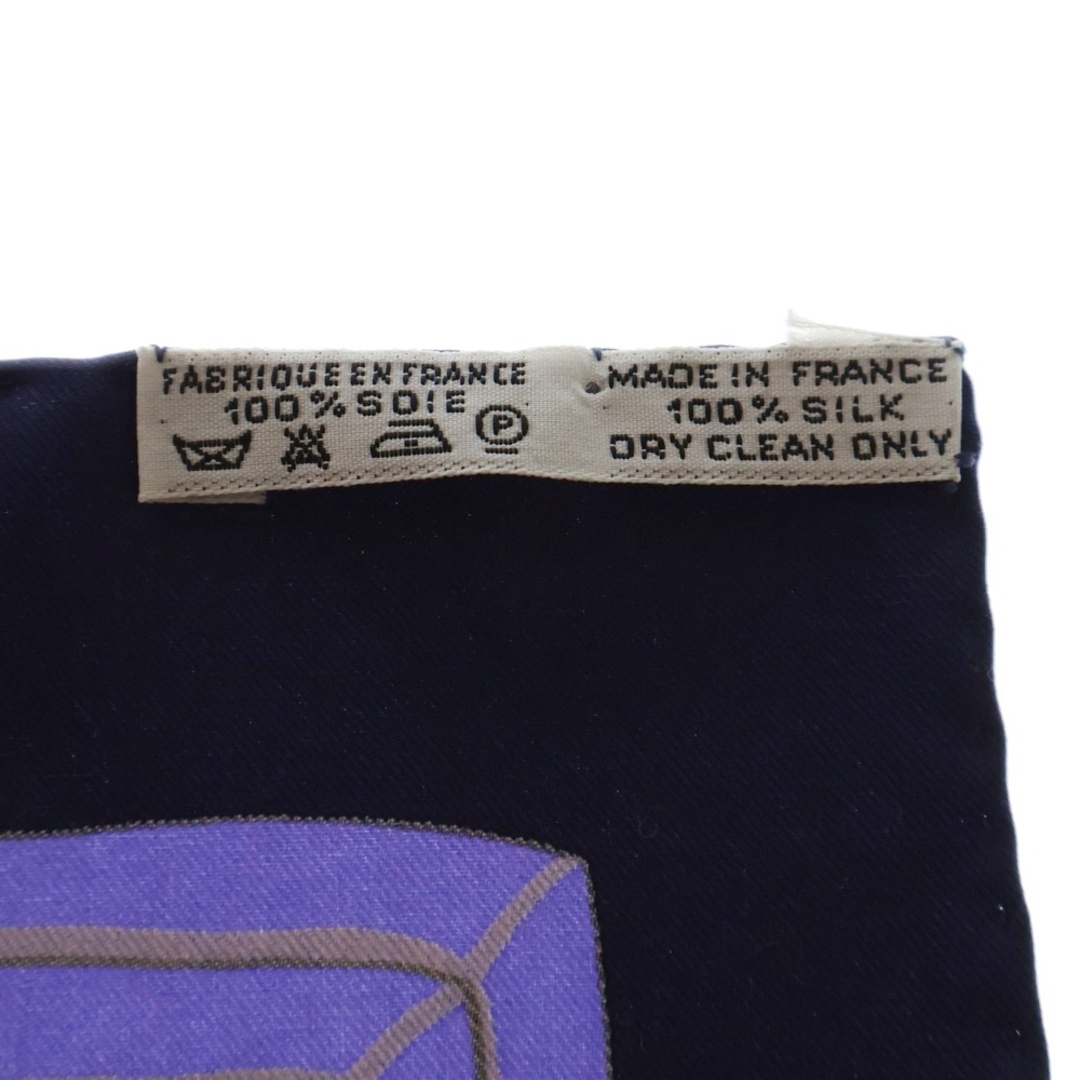 FABRIQUE EN FRANCE
100% SOIE
P
MADE IN FRANCE
100% SILK
DRY CLEAN ONLY